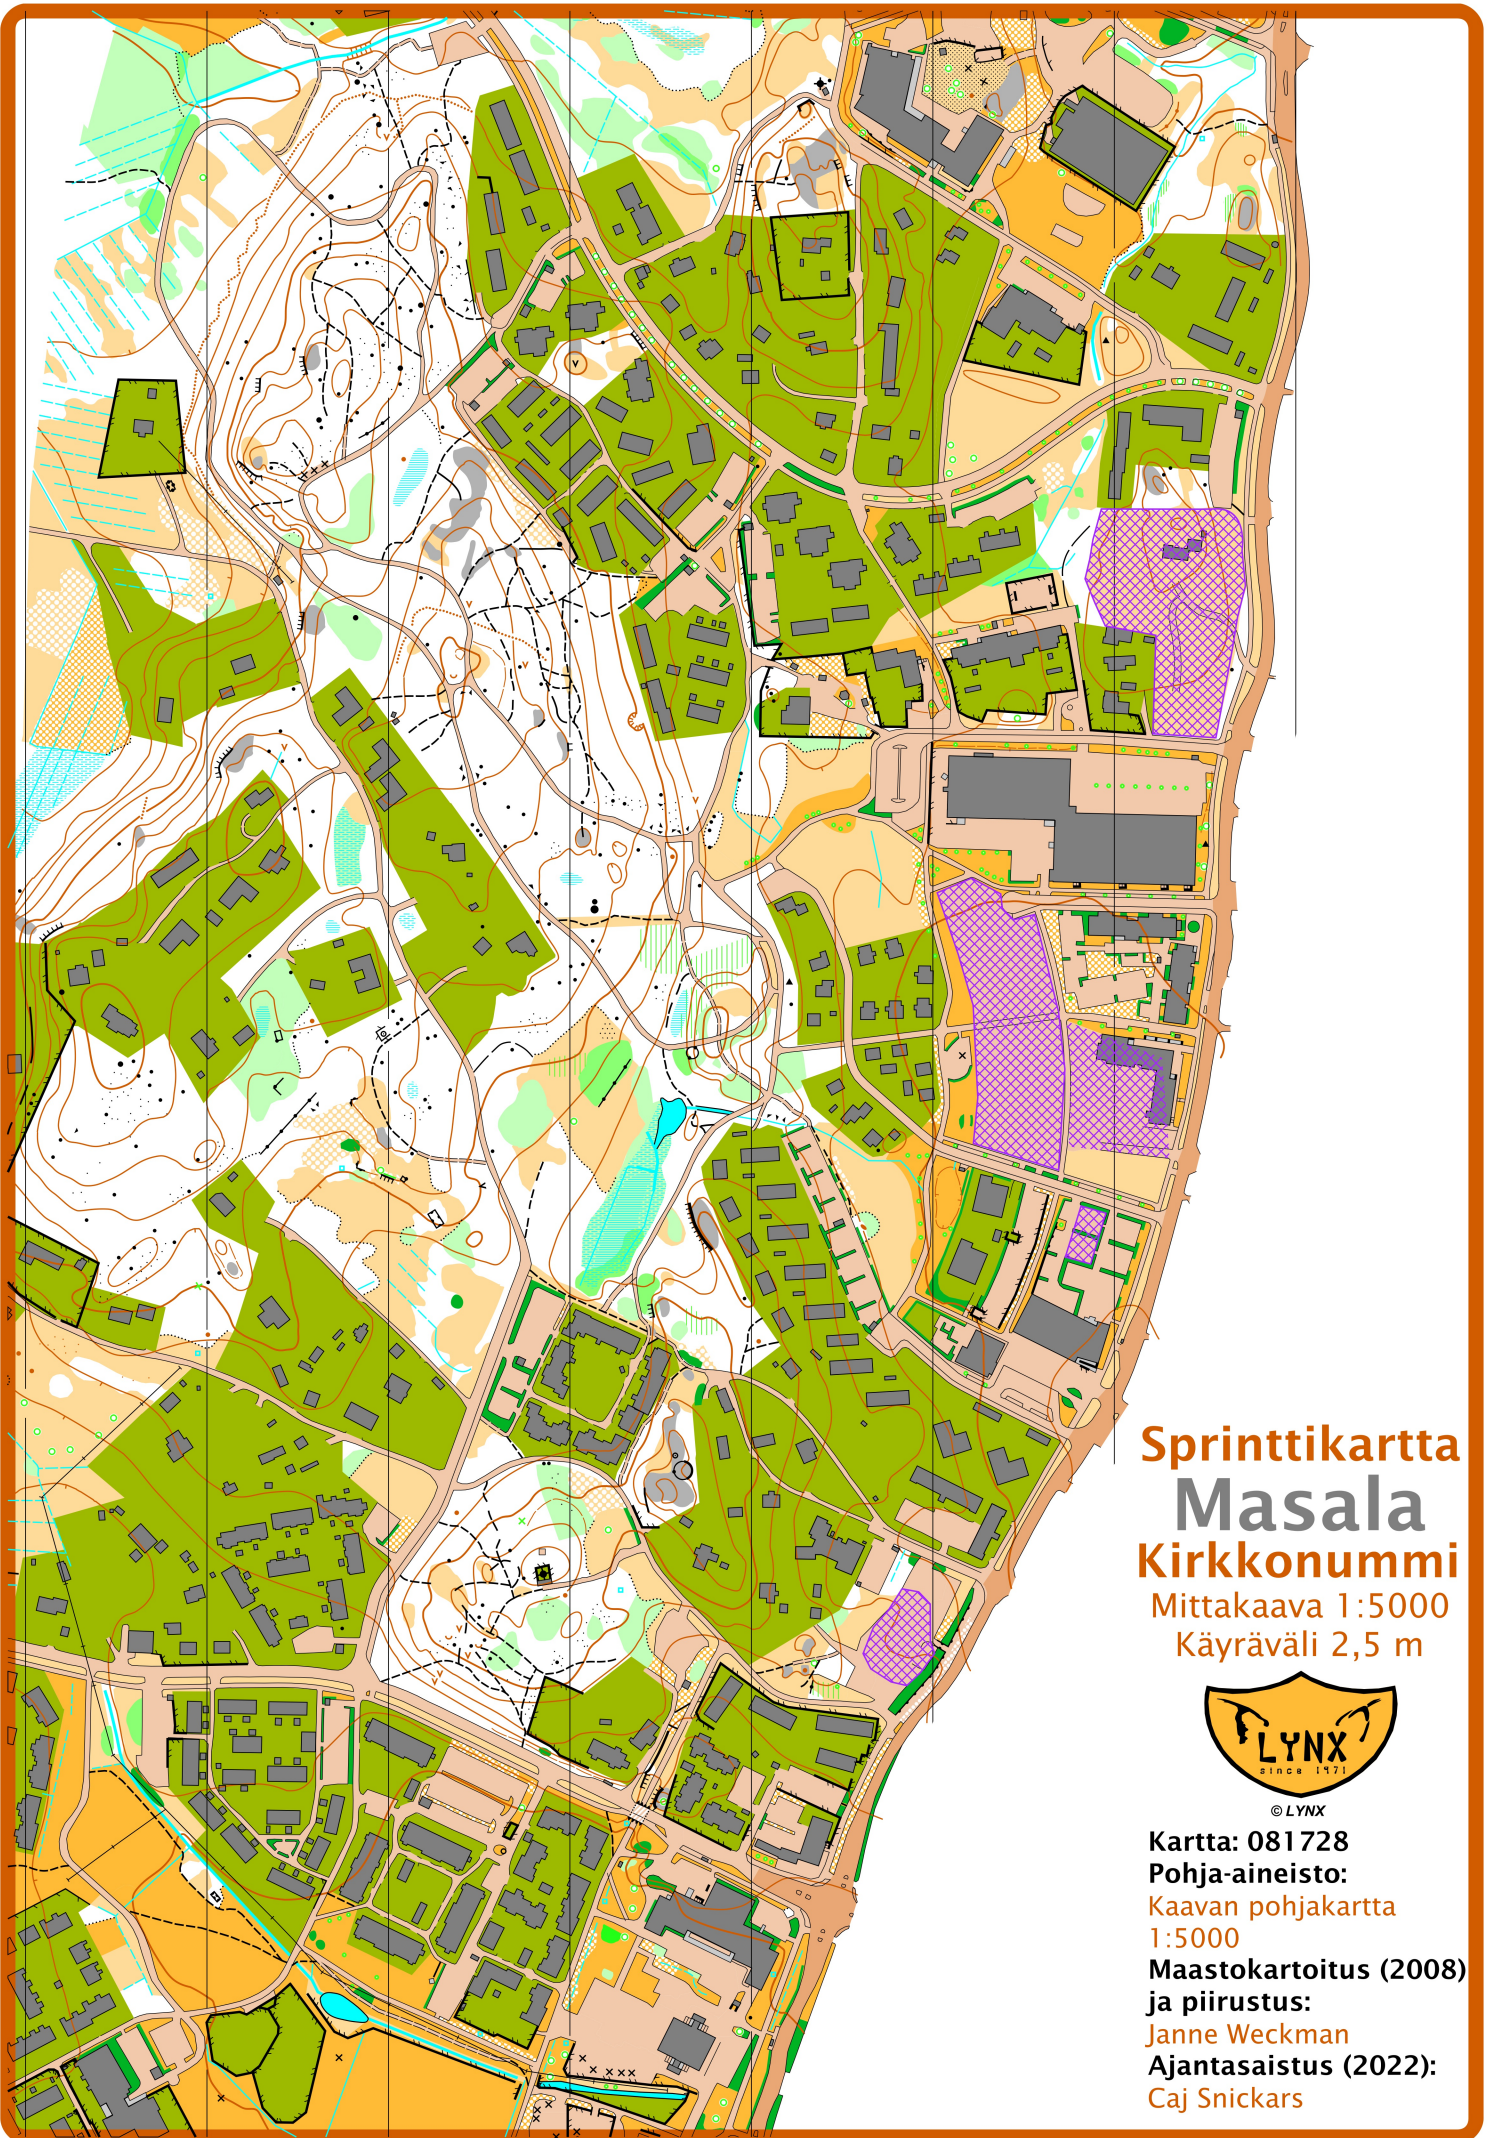 Sprinttikartta
Masala
Kirkkonummi
Mittakaava 1:5000
Käyräväli 2,5 m
LYNX
since 1971
© LYNX
Kartta: 081728
Pohja-aineisto:
Kaavan pohjakartta
1:5000
Maastokartoitus (2008)
ja piirustus:
Janne Weckman
Ajantasaistus (2022):
Caj Snickars